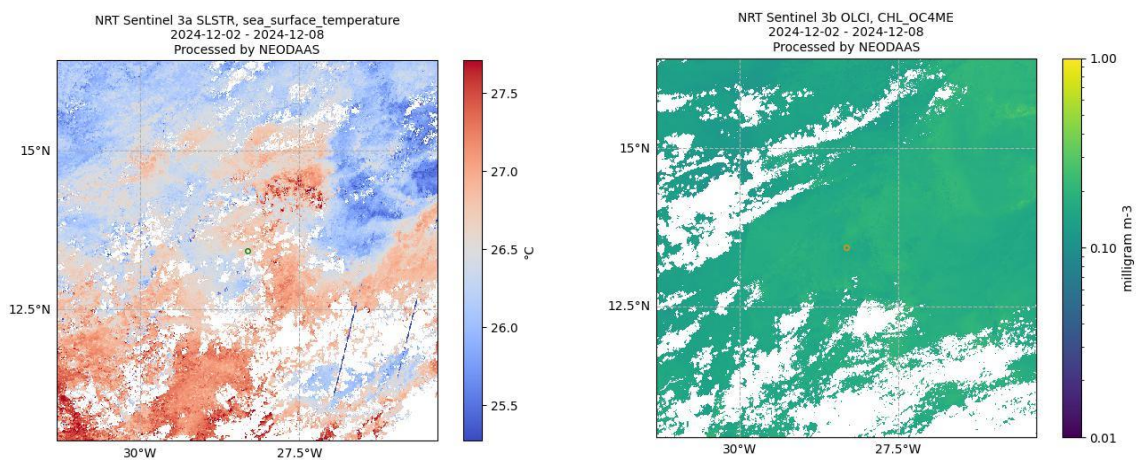 NRT Sentinel 3a SLSTR, sea_surface_temperature
2024-12-02 - 2024-12-08
Processed by NEODAAS
15°N
12.5°N
30°W
27.5°W
27.5
27.0
26.5
26.0
25.5
°C
NRT Sentinel 3b OLCI, CHL_OC4ME
2024-12-02 - 2024-12-08
Processed by NEODAAS
15°N
12.5°N
30°W
27.5°W
1.00
0.10
0.01
milligram m-3